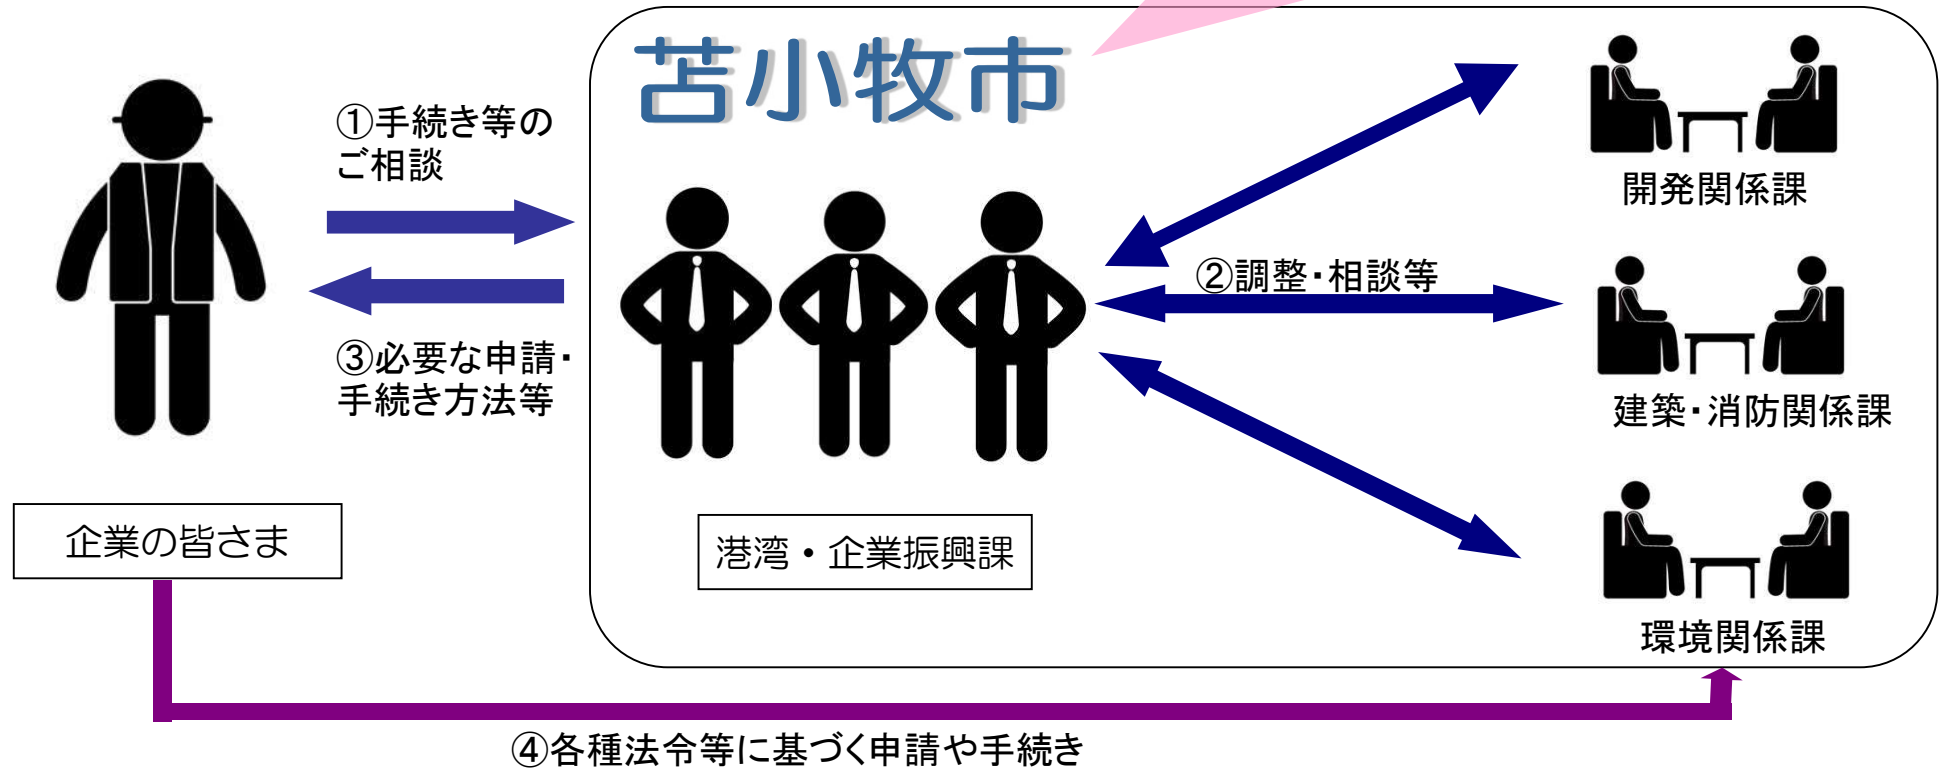 苫小牧市
①手続き等の
ご相談
③必要な申請・
手続き方法等
企業の皆さま
港湾・企業振興課
②調整・相談等
開発関係課
建築・消防関係課
環境関係課
④各種法令等に基づく申請や手続き